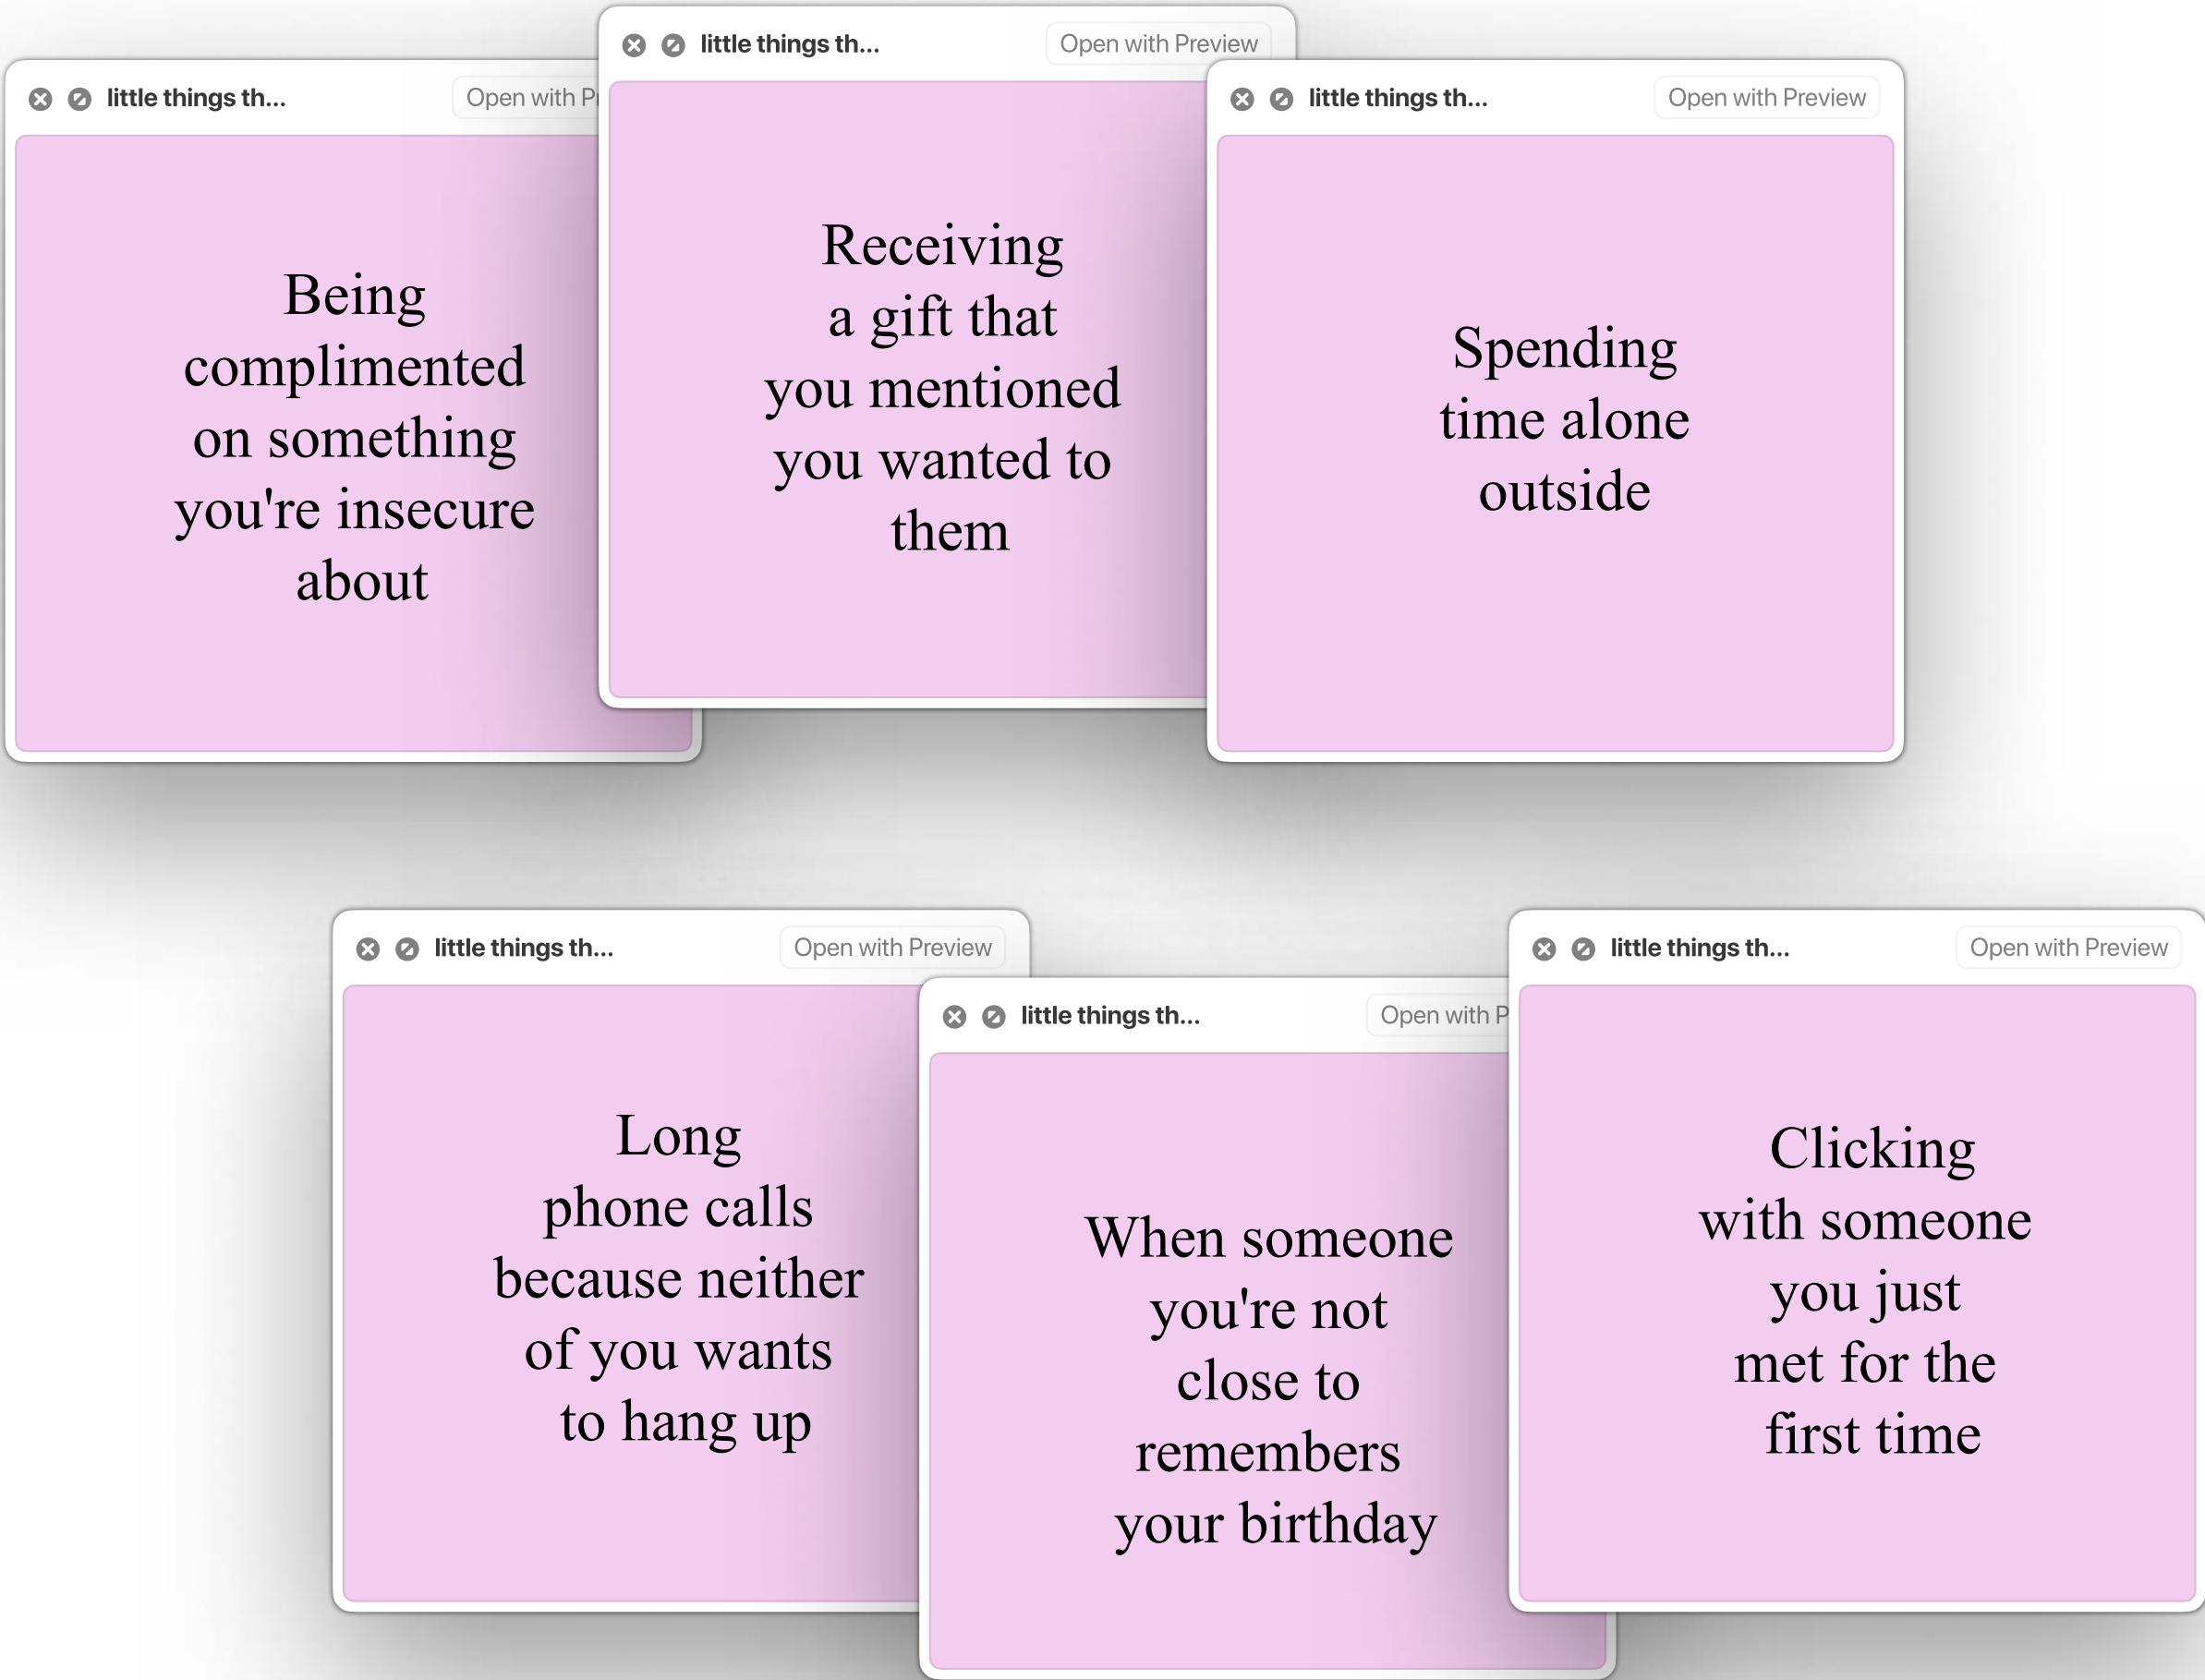 little things th...
Open with Pr
Being
complimented
on something
you're insecure
about
little things th...
Open with Preview
Receiving
a gift that
you mentioned
you wanted to
them
little things th...
Open with Preview
Spending
time alone
outside
little things th...
Open with Preview
Long
phone calls
because neither
of you wants
to hang up
little things th...
Open with P
When someone
you're not
close to
remembers
your birthday
little things th...
Open with Preview
Clicking
with someone
you just
met for the
first time